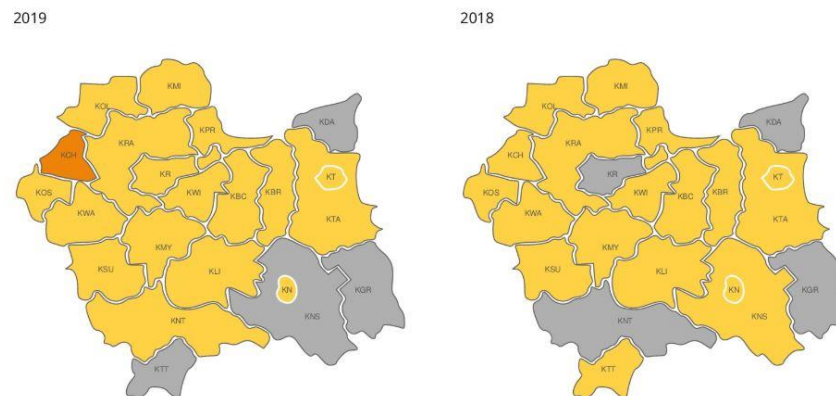 2019
KMI
KOL
KDA
KPR
KRA
KCH
KR
KT
KOS
KWI
KBC
KBR
KWA
KTA
KMY
KSU
KLI
KN
KGR
KNT
KNS
KTT
2018
KMI
KOL
KDA
KPR
KRA
KCH
KR
KT
KOS
KWI
KBC
KBR
KWA
KTA
KMY
KSU
KLI
KN
KGR
KNT
KNS
KTT